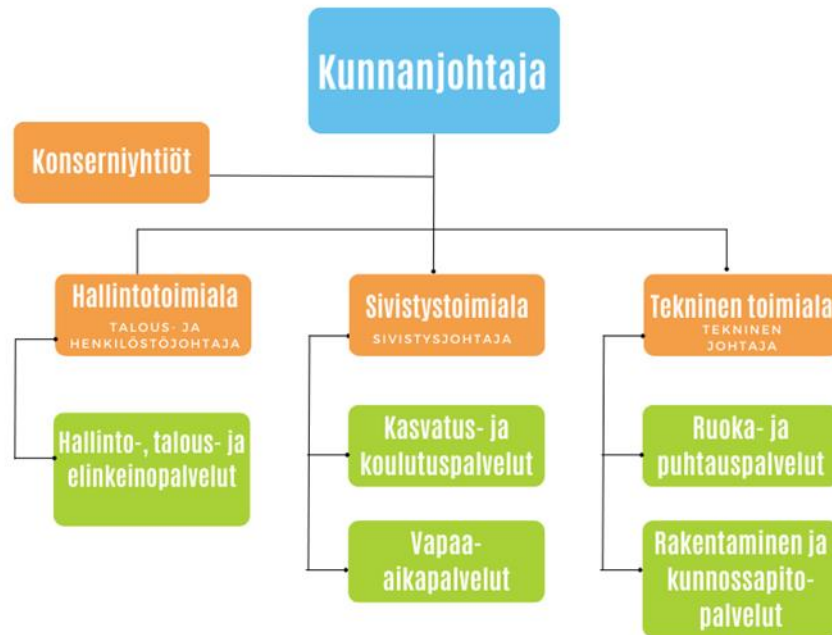 Kunnanjohtaja
Konserniyhtiöt
Hallintotoimiala
TALOUS- JA
HENKILÖSTÖJOHTAJA
Sivistystoimiala
SIVISTYSJOHTAJA
Tekninen toimiala
TEKNINEN
JOHTAJA
Hallinto-, talous- ja
elinkeinopalvelut
Kasvatus- ja
koulutuspalvelut
Ruoka- ja
puhtauspalvelut
Vapaa-
aikapalvelut
Rakentaminen ja
kunnossapito-
palvelut